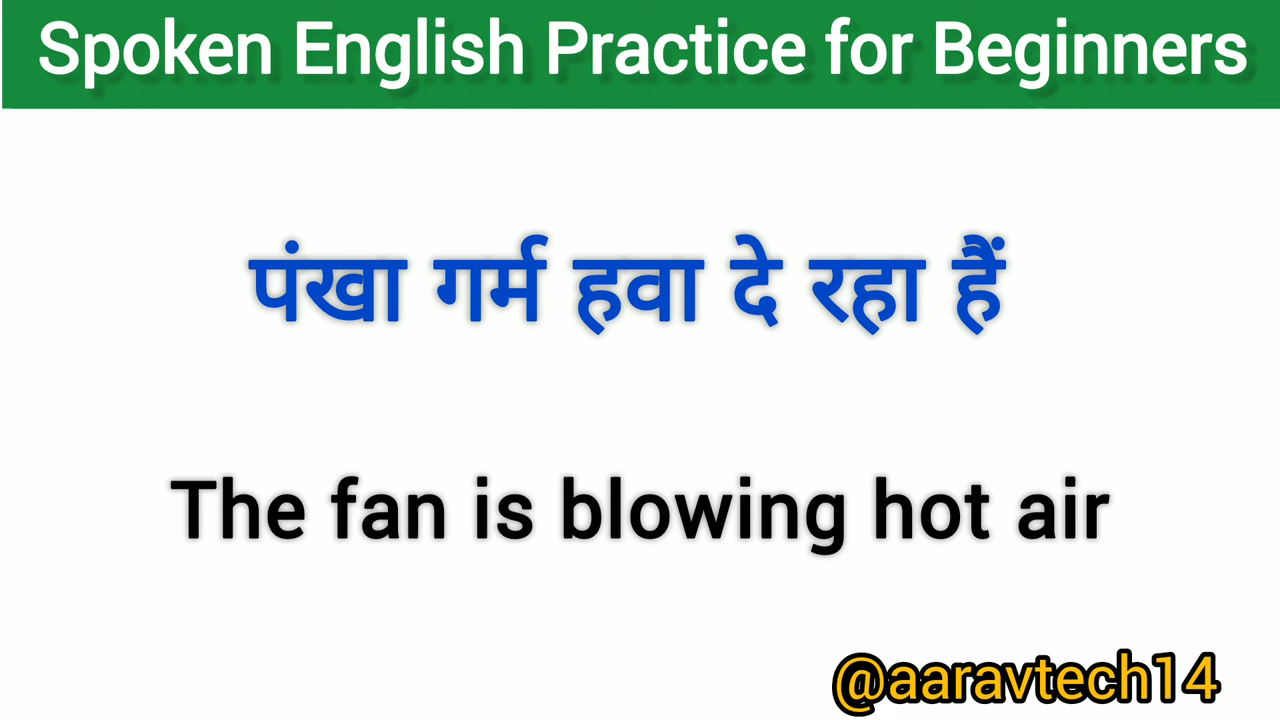 Spoken English Practice for Beginners
पंखा गर्म हवा दे रहा हैं
The fan is blowing hot air
@aaravtech14